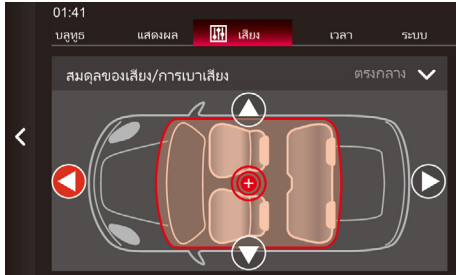 01:41
บลูทูธ แสดงผล เสียง เวลา ระบบ
สมดุลของเสียง/การเบาเสียง ตรงกลาง